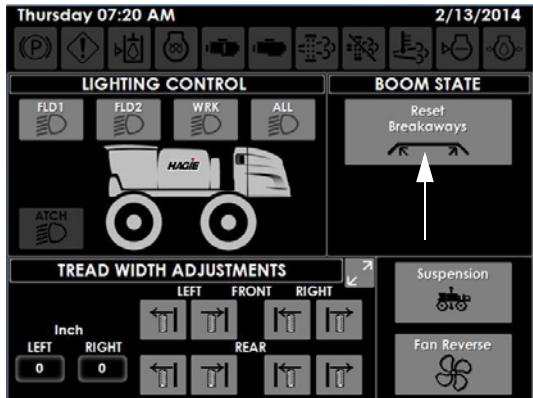 Thursday 07:20 AM 2/13/2014
(P)
LIGHTING CONTROL
BOOM STATE
FLD1 FLD2 WRK ALL
Reset
Breakaways
HAGIE
ATCH
TREAD WIDTH ADJUSTMENTS
LEFT FRONT RIGHT
Suspension
Inch
LEFT RIGHT
REAR
Fan Reverse
0 0